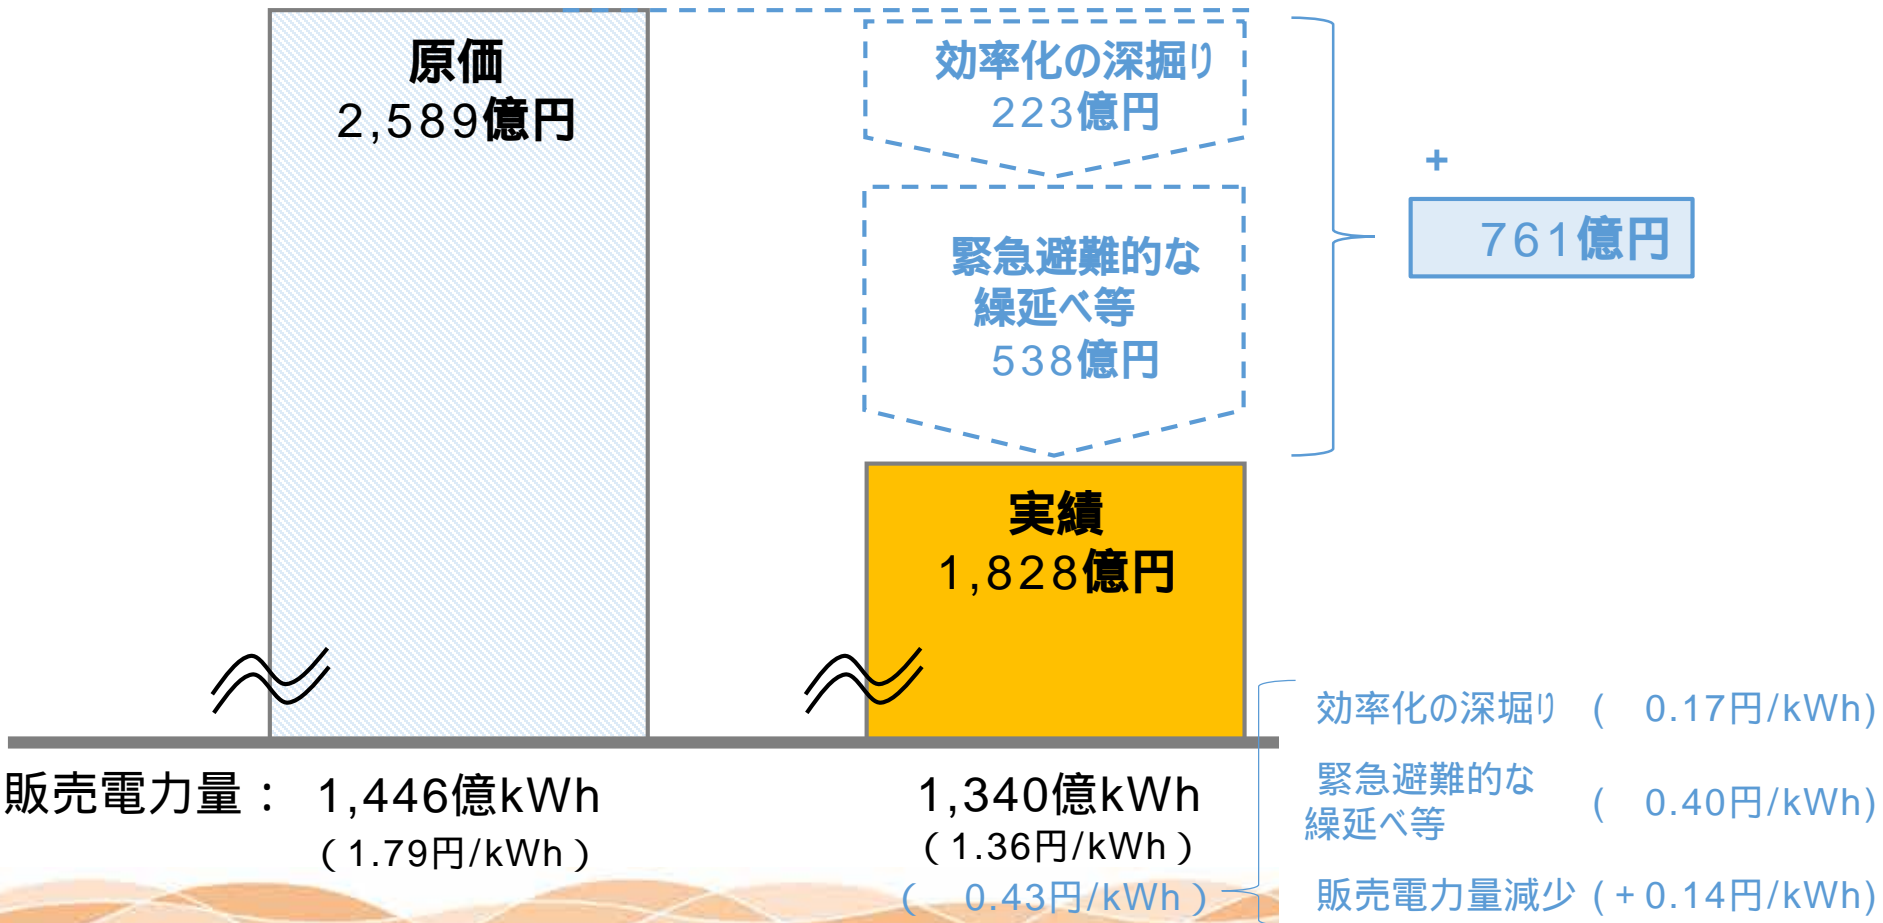 原価
2,589億円
効率化の深掘り
223億円
緊急避難的な
繰延べ等
538億円
+
761億円
実績
1,828億円
販売電力量： 1,446億kWh
（1.79円/kWh）
1,340億kWh
（1.36円/kWh）
（ 0.43円/kWh）
効率化の深堀り ( 0.17円/kWh)
緊急避難的な
繰延べ等 ( 0.40円/kWh)
販売電力量減少 (+0.14円/kWh)